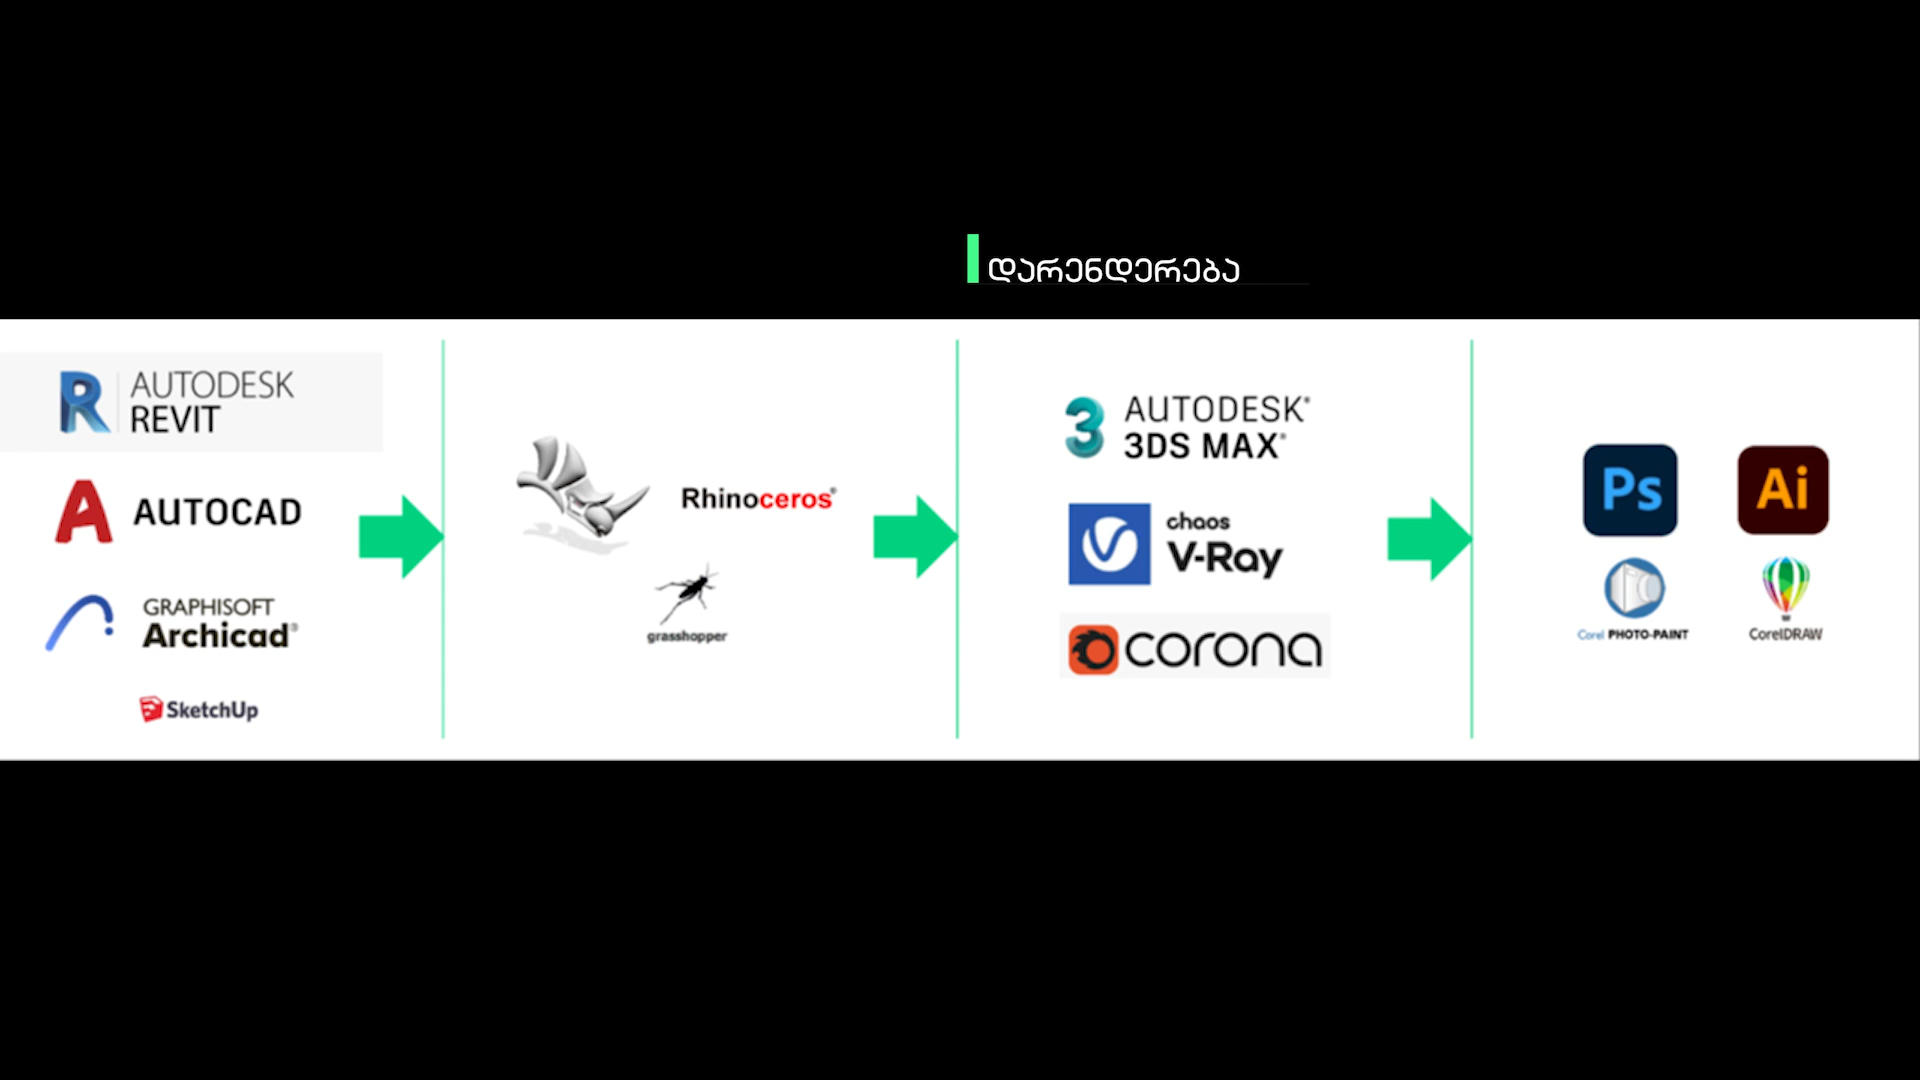 დარენდერება
AUTODESK
REVIT
AUTOCAD
GRAPHISOFT
Archicad®
SketchUp
Rhinoceros®
grasshopper
3 AUTODESK®
3DS MAX®
chaos
V-Ray
corona
Ps
Ai
Corel PHOTO-PAINT
CorelDRAW